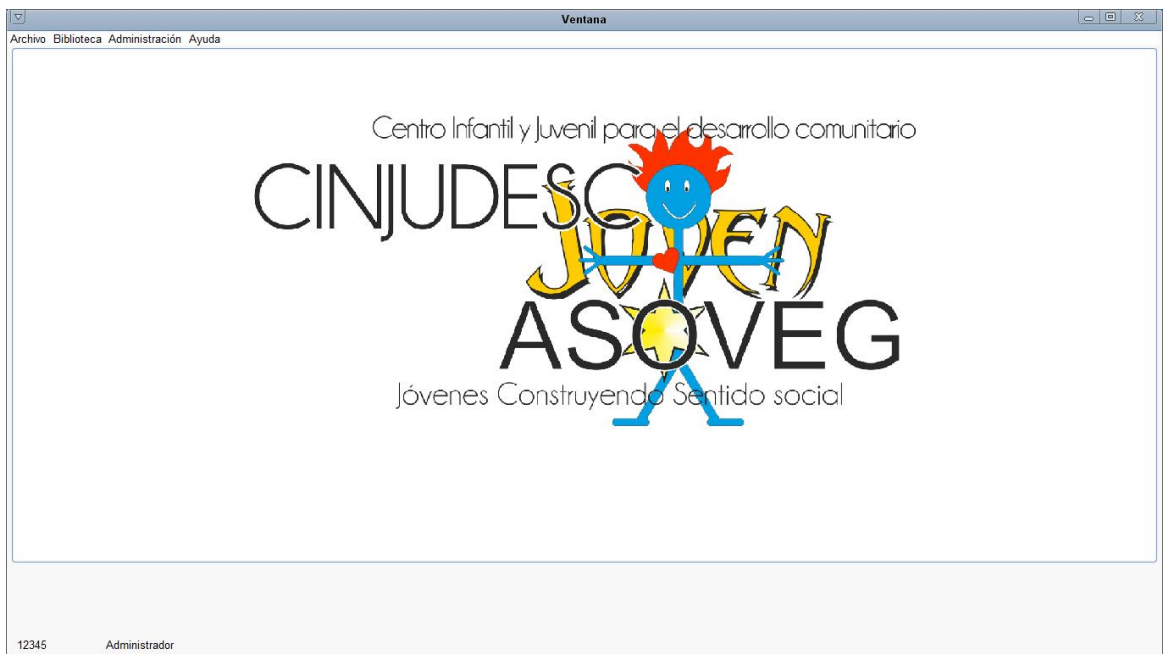 Ventana
Archivo Biblioteca Administración Ayuda
Centro Infantil y Juvenil para el desarrollo comunitario
CINJUDESCO
JOVEN
ASOVEG
Jóvenes Construyendo Sentido social
12345 Administrador